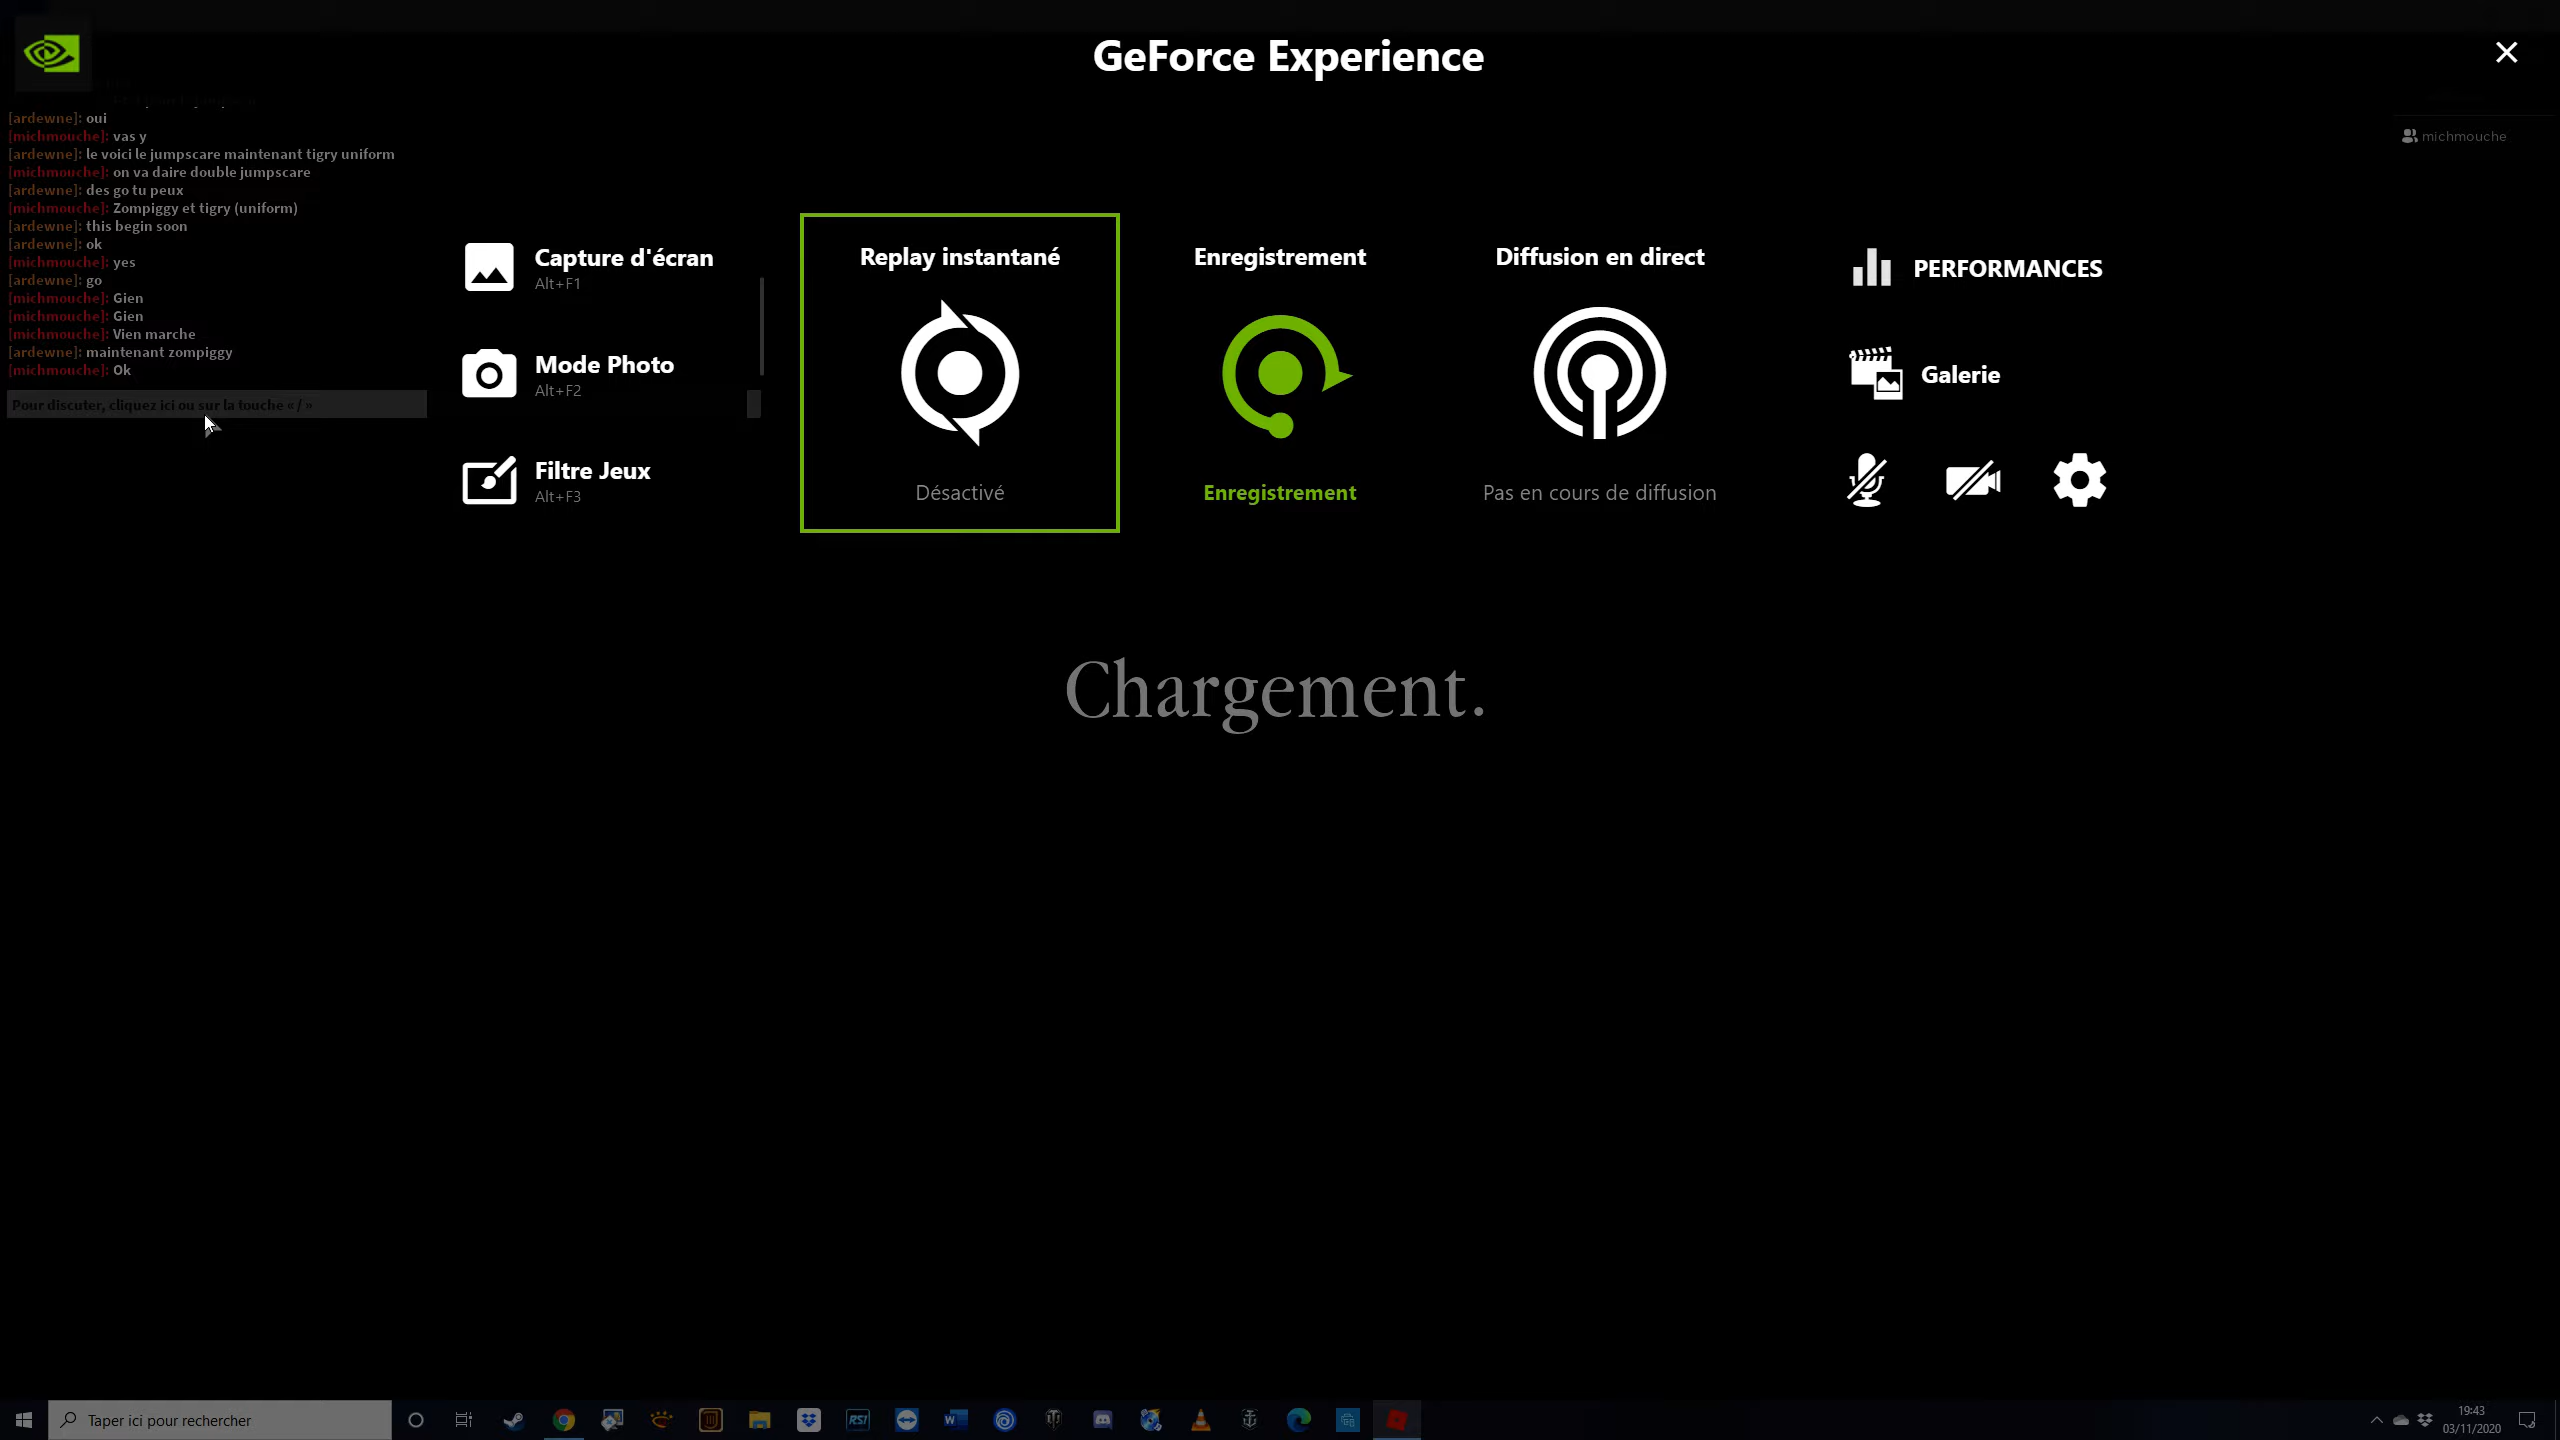 GeForce Experience
[ardewne]: oui
[michmouche]: vas y
[ardewne]: le voici le jumpscare maintenant tigry uniform
[michmouche]: on va daire double jumpscare
[ardewne]: des go tu peux
[michmouche]: Zompiggy et tigry (uniform)
[ardewne]: this begin soon
[ardewne]: ok
[michmouche]: yes
[ardewne]: go
[michmouche]: Gien
[michmouche]: Gien
[michmouche]: Vien marche
[ardewne]: maintenant zompiggy
[michmouche]: Ok
Pour discuter, cliquez ici ou sur la touche « / »
michmouche
Capture d'écran
Alt+F1
Mode Photo
Alt+F2
Filtre Jeux
Alt+F3
Replay instantané
Désactivé
Enregistrement
Enregistrement
Diffusion en direct
Pas en cours de diffusion
PERFORMANCES
Galerie
Chargement.
Taper ici pour rechercher
RSI
19:43
03/11/2020